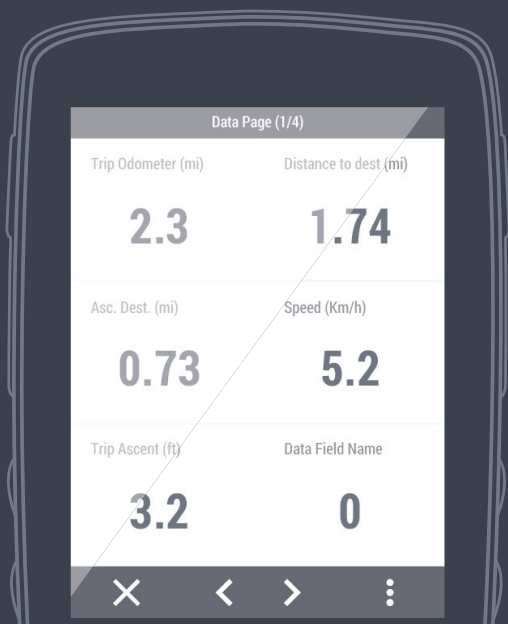 Data Page (1/4)
Trip Odometer (mi)
Distance to dest (mi)
2.3
1.74
Asc. Dest. (mi)
Speed (Km/h)
0.73
5.2
Trip Ascent (ft)
Data Field Name
3.2
0